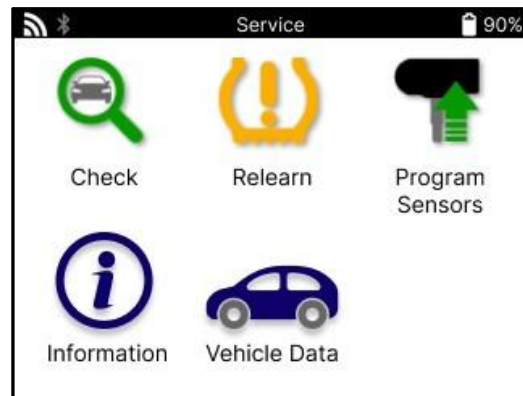 Service
90%
Check
Relearn
Program
Sensors
Information
Vehicle Data